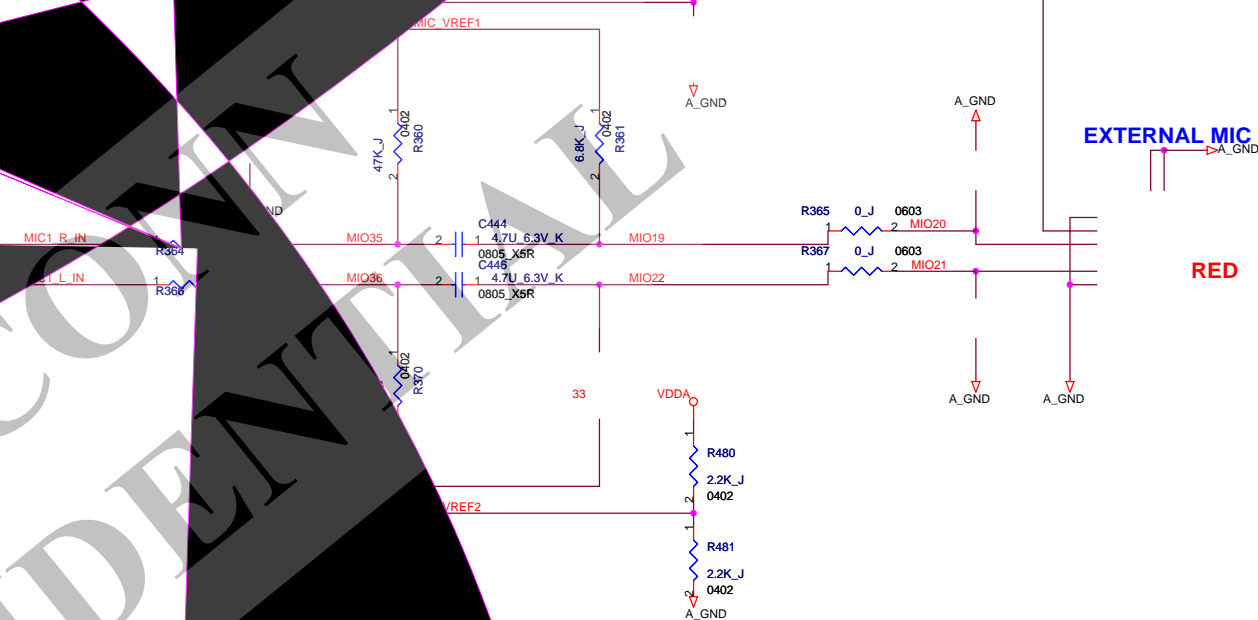 MIC_VREF1
A_GND
A_GND
EXTERNAL MIC
A_GND
1
0402
R360
47K_J
2
1
0402
R361
6.8K_J
2
ND
R365 0_J 0603
1 2 MIO20
MIC1_R_IN
R364
MIO35
C444
2 1 4.7U_6.3V_K
0805_X5R
MIO19
R367 0_J 0603
1 2 MIO21
RED
1_L_IN
1
R366
MIO36
C446
2 1 4.7U_6.3V_K
0805_X5R
MIO22
1
0402
R370
33
VDDA
A_GND
A_GND
1
R480
2.2K_J
2
0402
VREF2
1
R481
2.2K_J
2
0402
A_GND
CONN
IDENTIAL